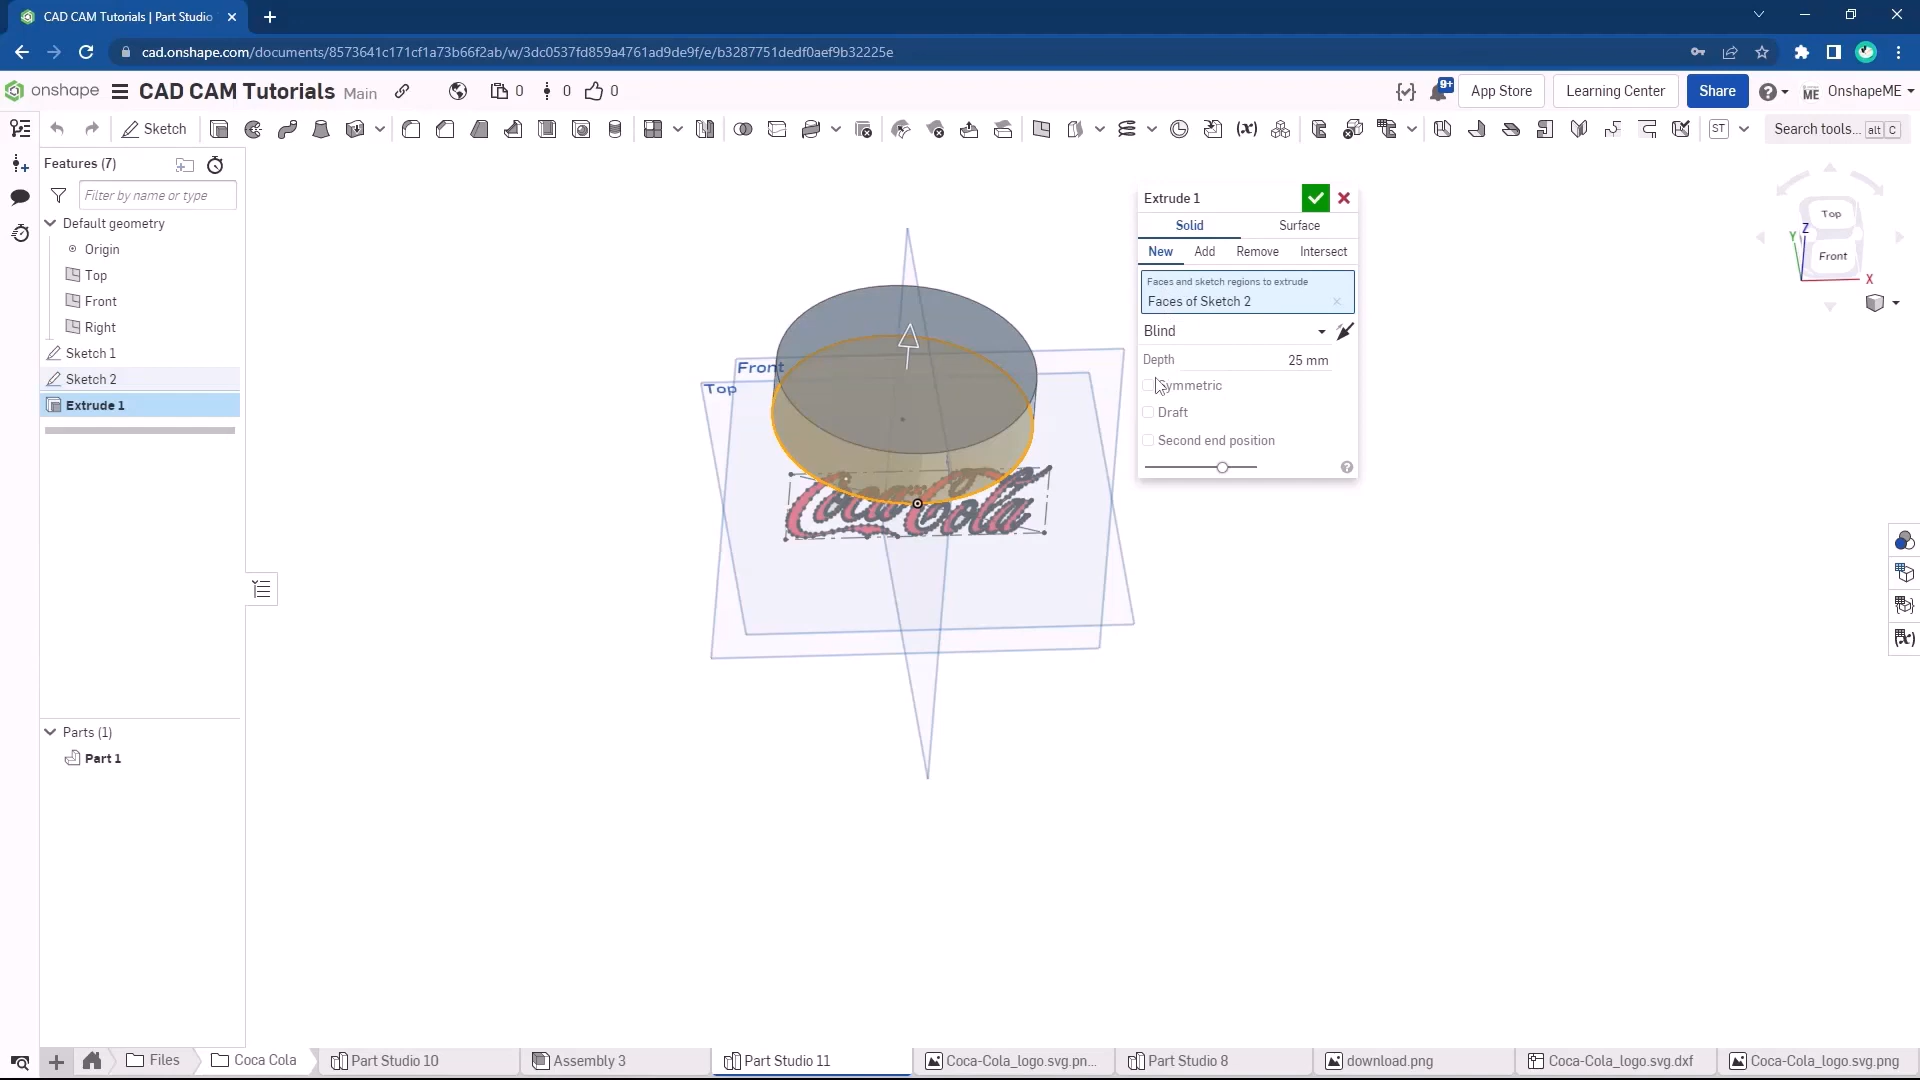 CAD CAM Tutorials | Part Studio
cad.onshape.com/documents/8573641c171cf1a73b66f2ab/w/3dc0537fd859a4761ad9de9f/e/b3287751dedf0aef9b32225e
onshape
CAD CAM Tutorials Main
0
0
0
9+
App Store
Learning Center
Share
ME
OnshapeME
Sketch
ST
Search tools... alt C
Features (7)
Filter by name or type
Default geometry
Origin
Top
Front
Right
Sketch 1
Sketch 2
Extrude 1
Parts (1)
Part 1
Front
Top
Coca-Cola
Extrude 1
Solid
Surface
New
Add
Remove
Intersect
Faces and sketch regions to extrude
Faces of Sketch 2
Blind
Depth
25 mm
Symmetric
Draft
Second end position
Top
Front
Z
Y
X
Files
Coca Cola
Part Studio 10
Assembly 3
Part Studio 11
Coca-Cola_logo.svg.pn...
Part Studio 8
download.png
Coca-Cola_logo.svg.dxf
Coca-Cola_logo.svg.png